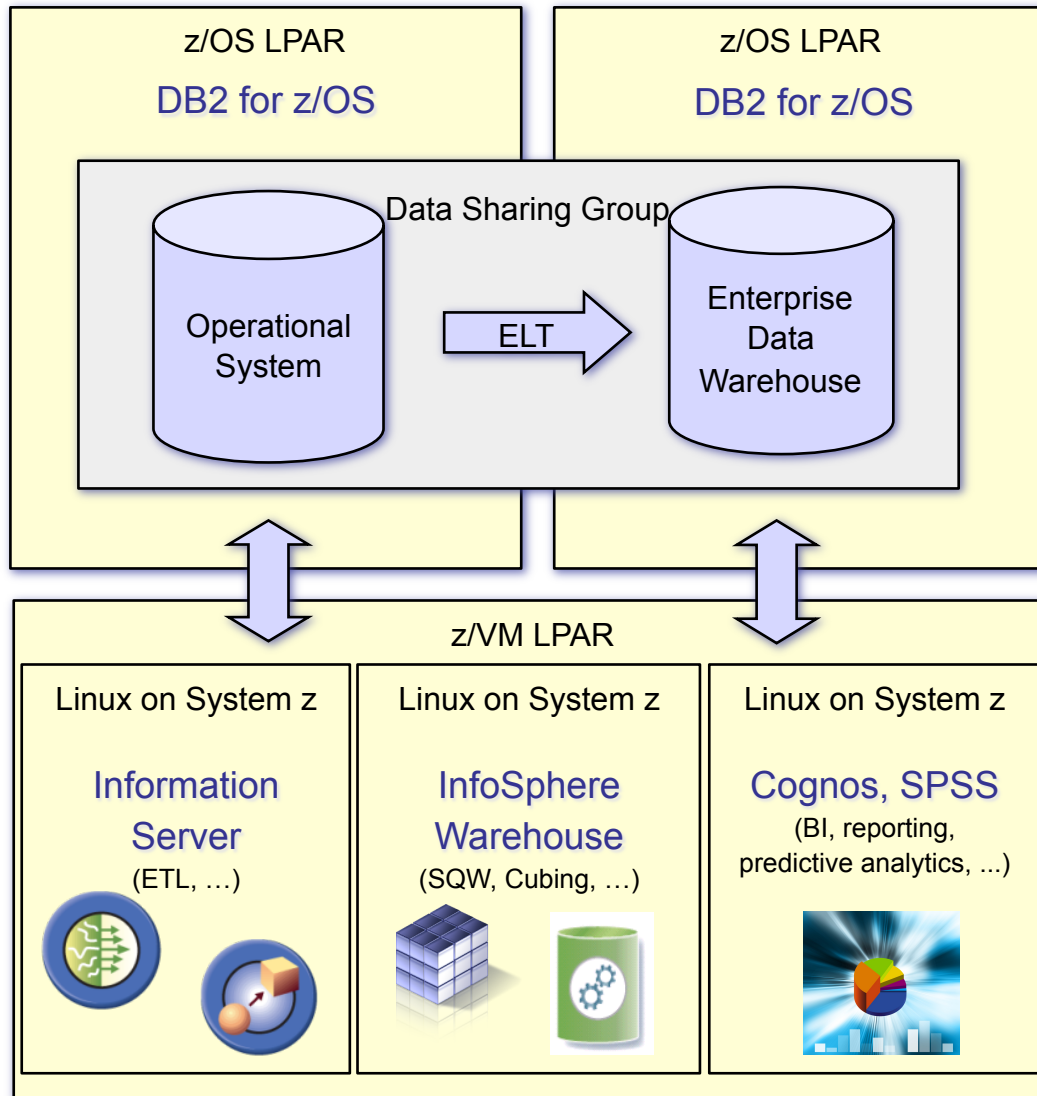 z/OS LPAR
DB2 for z/OS
z/OS LPAR
DB2 for z/OS
Data Sharing Group
Operational
System
ELT
Enterprise
Data
Warehouse
z/VM LPAR
Linux on System z
Information
Server
(ETL, …)
Linux on System z
InfoSphere
Warehouse
(SQW, Cubing, …)
Linux on System z
Cognos, SPSS
(BI, reporting,
predictive analytics, ...)